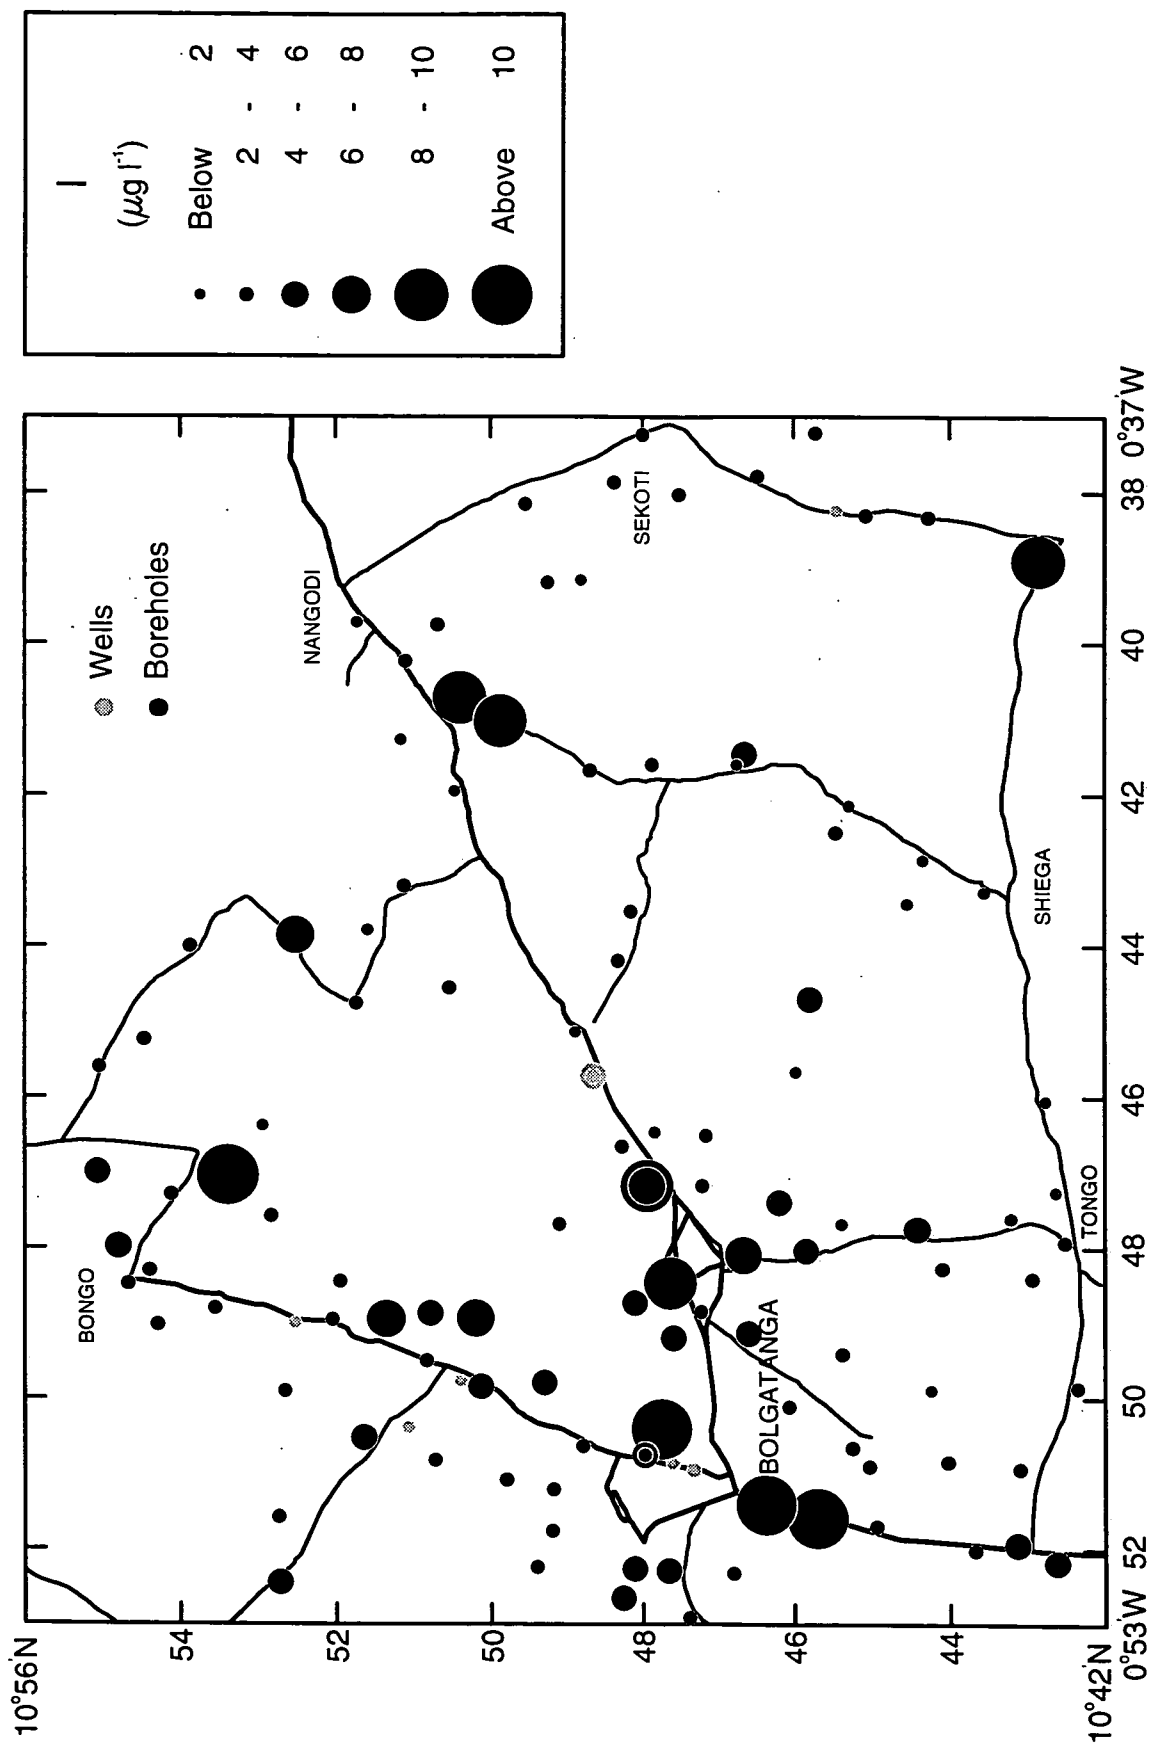 I
(µg l⁻¹)
Below 2
2 - 4
4 - 6
6 - 8
8 - 10
Above 10
Wells
Boreholes
NANGODI
SEKOTI
BONGO
BOLGATANGA
SHIEGA
TONGO
10°56'N
54
52
50
48
46
44
10°42'N
0°53'W
52
50
48
46
44
42
40
38
0°37'W